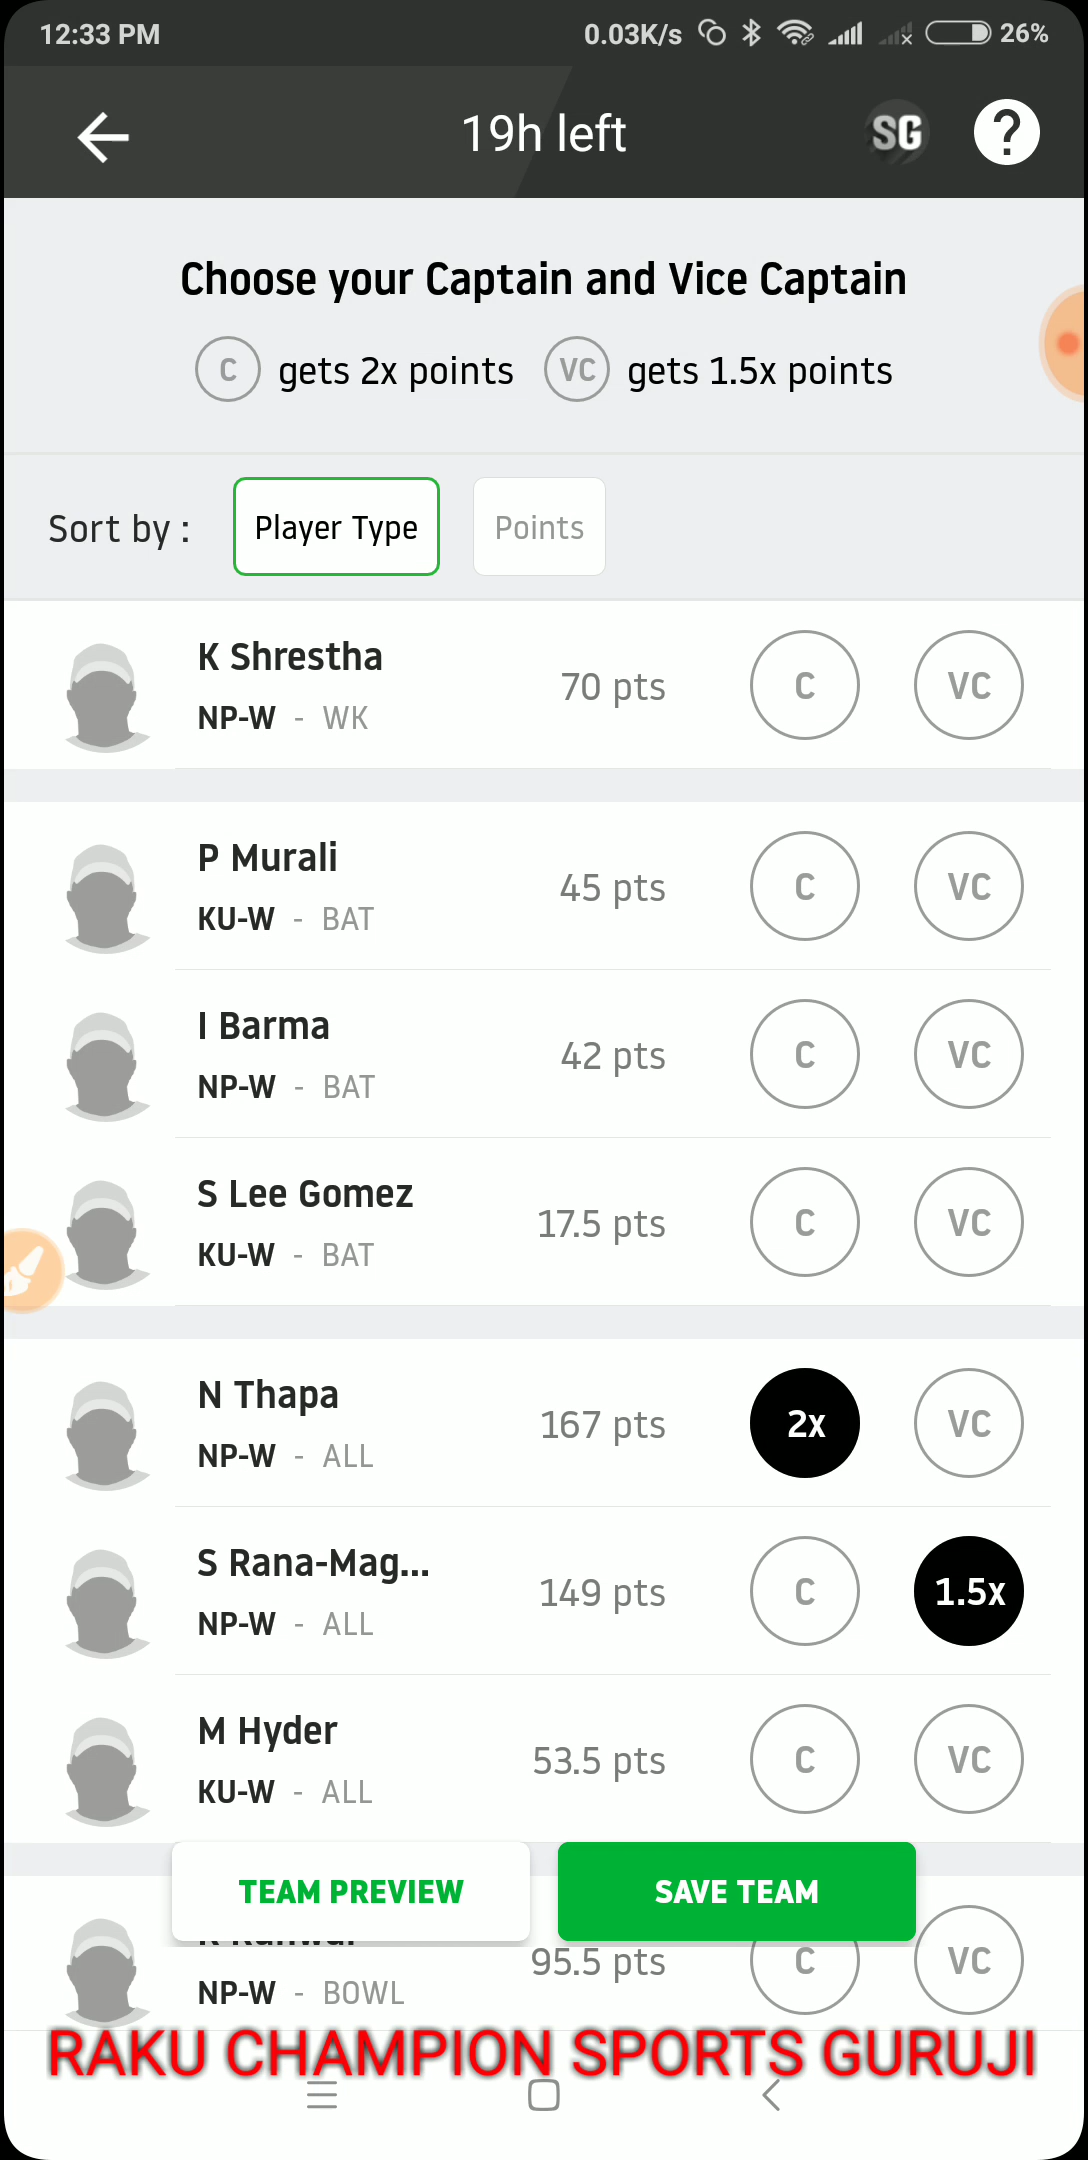 12:33 PM 0.03K/s 26%
19h left SG ?
Choose your Captain and Vice Captain
C gets 2x points VC gets 1.5x points
Sort by : Player Type Points
K Shrestha
NP-W - WK 70 pts C VC
P Murali
KU-W - BAT 45 pts C VC
I Barma
NP-W - BAT 42 pts C VC
S Lee Gomez
KU-W - BAT 17.5 pts C VC
N Thapa
NP-W - ALL 167 pts 2x VC
S Rana-Mag...
NP-W - ALL 149 pts C 1.5x
M Hyder
KU-W - ALL 53.5 pts C VC
TEAM PREVIEW SAVE TEAM
NP-W - BOWL 95.5 pts C VC
RAKU CHAMPION SPORTS GURUJI